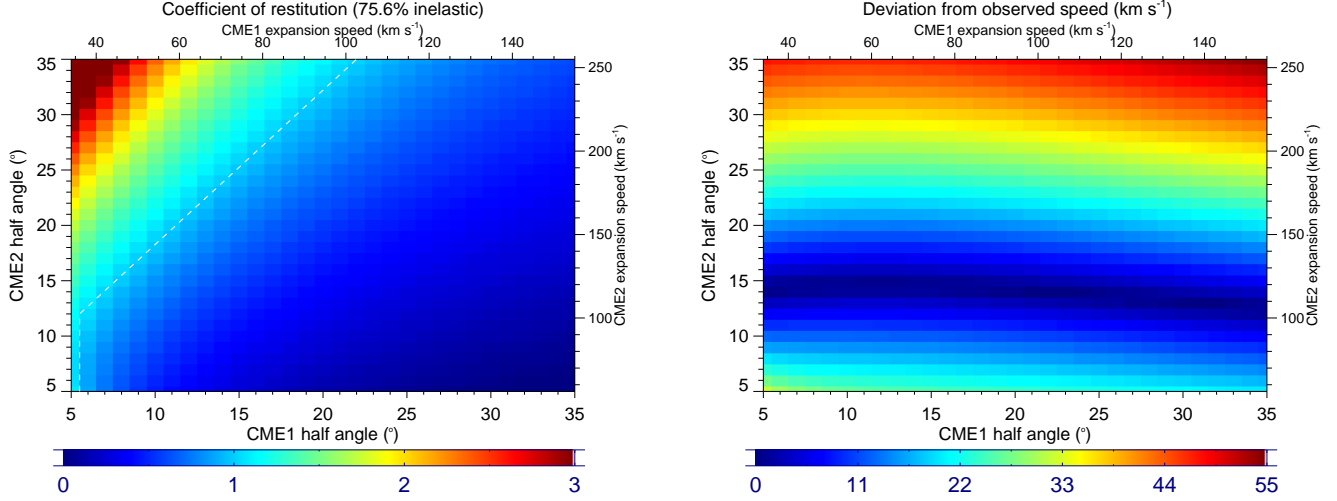 Coefficient of restitution (75.6% inelastic)
CME1 expansion speed (km s⁻¹)
40 60 80 100 120 140
35
30
25
20
15
10
5
CME2 half angle (°)
250
200
150
100
CME2 expansion speed (km s⁻¹)
5 10 15 20 25 30 35
CME1 half angle (°)
0 1 2 3
Deviation from observed speed (km s⁻¹)
CME1 expansion speed (km s⁻¹)
40 60 80 100 120 140
35
30
25
20
15
10
5
CME2 half angle (°)
250
200
150
100
CME2 expansion speed (km s⁻¹)
5 10 15 20 25 30 35
CME1 half angle (°)
0 11 22 33 44 55